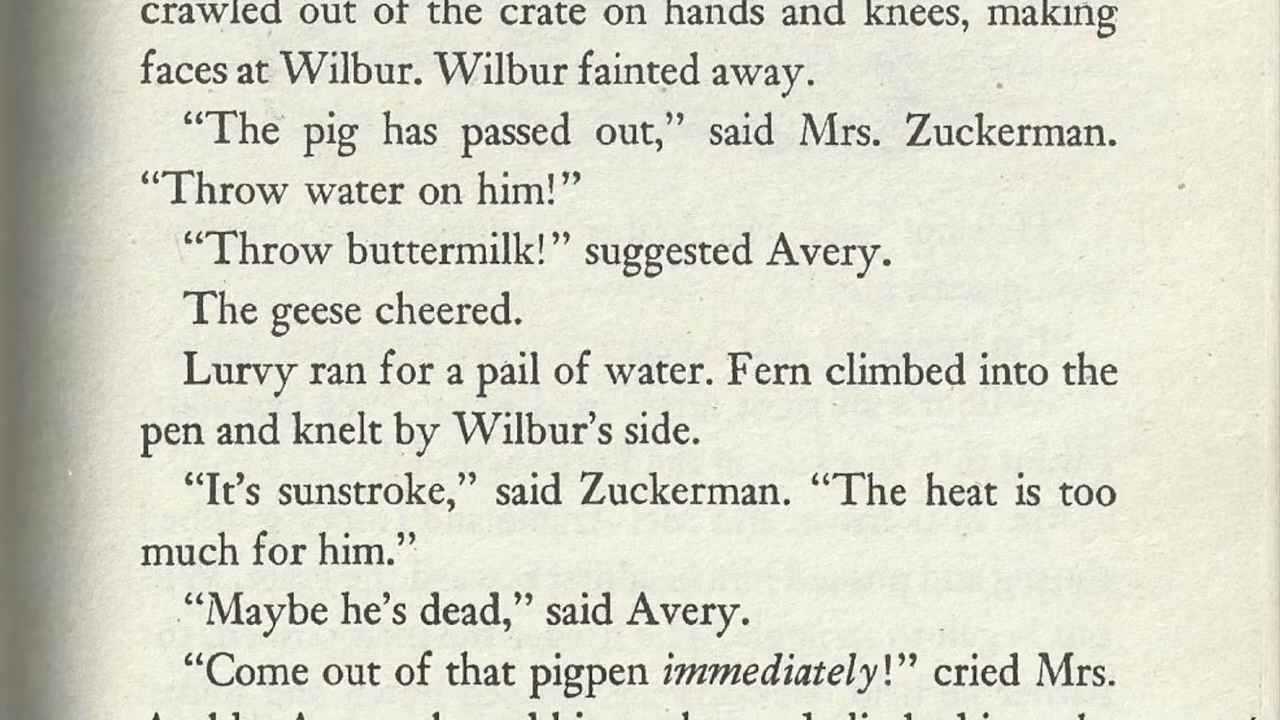 crawled out of the crate on hands and knees, making
faces at Wilbur. Wilbur fainted away.
“The pig has passed out,” said Mrs. Zuckerman.
“Throw water on him!”
“Throw buttermilk!” suggested Avery.
The geese cheered.
Lurvy ran for a pail of water. Fern climbed into the
pen and knelt by Wilbur’s side.
“It’s sunstroke,” said Zuckerman. “The heat is too
much for him.”
“Maybe he’s dead,” said Avery.
“Come out of that pigpen immediately!” cried Mrs.